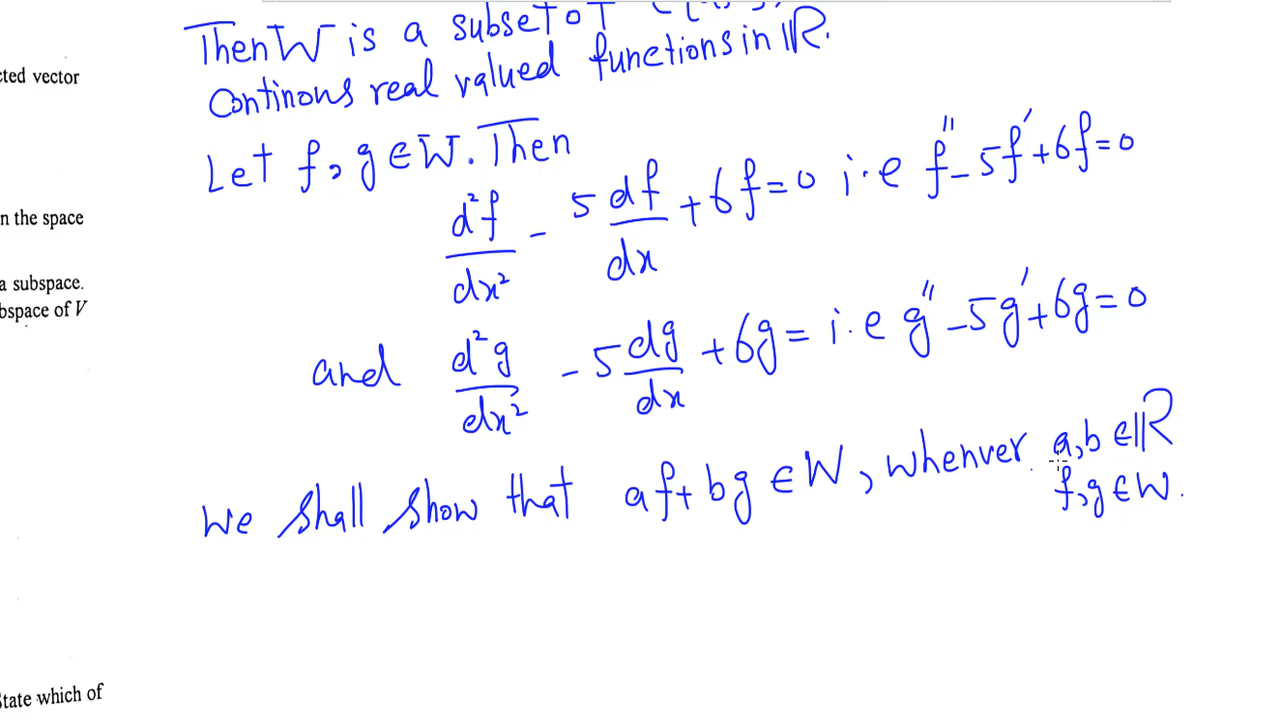 Then W is a subset of
cted vector
Continous real valued functions in ℝ.
Let f, g ∈ W. Then
d²f/dx² - 5 df/dx + 6f = 0 i.e f'' - 5f' + 6f = 0
n the space
a subspace.
bspace of V
and d²g/dx² - 5 dg/dx + 6g = i.e g'' - 5g' + 6g = 0
We shall show that af + bg ∈ W, whenver a, b ∈ ℝ
f, g ∈ W.
State which of